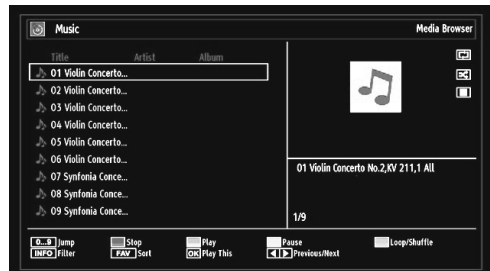 Music Media Browser
Title Artist Album
01 Violin Concerto...
02 Violin Concerto...
03 Violin Concerto...
04 Violin Concerto...
05 Violin Concerto...
06 Violin Concerto...
07 Synfonia Conce...
08 Synfonia Conce...
09 Synfonia Conce...
01 Violin Concerto No.2,KV 211,1 All
1/9
0...9 Jump Stop Play Pause Loop/Shuffle
INFO Filter FAV Sort OK Play This Previous/Next